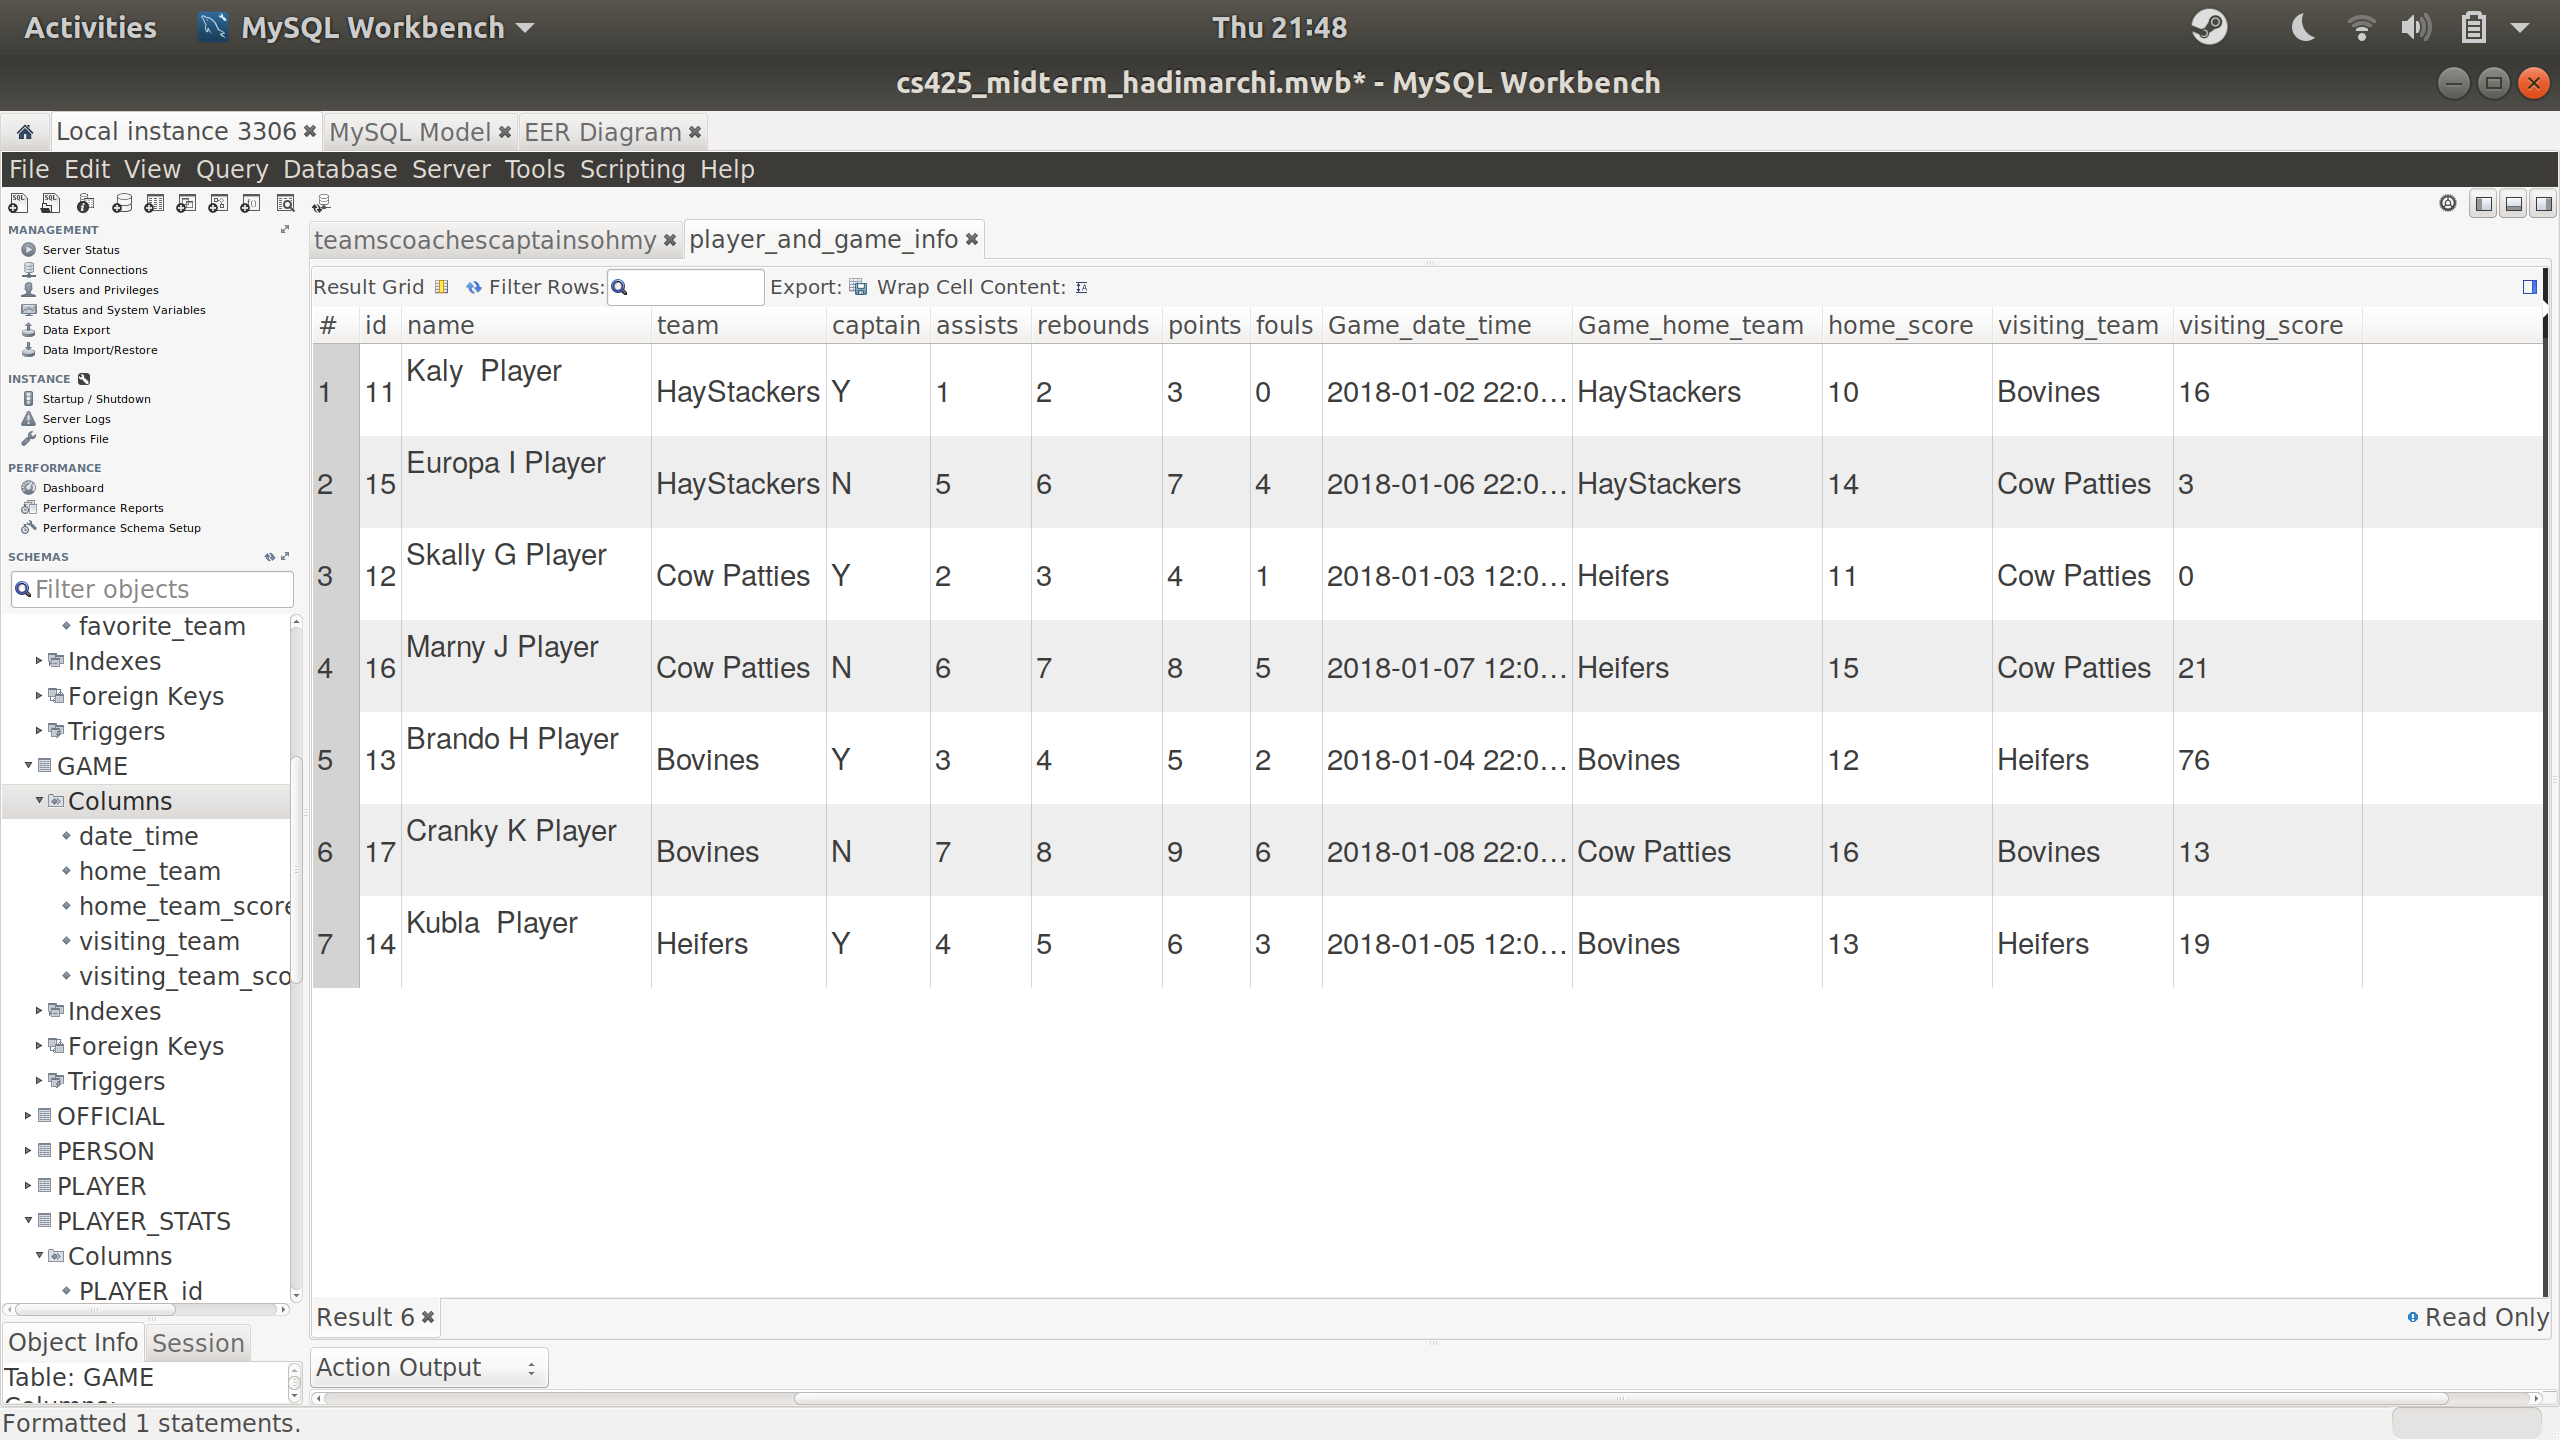 Activities MySQL Workbench Thu 21:48
cs425_midterm_hadimarchi.mwb* - MySQL Workbench
Local instance 3306 MySQL Model EER Diagram
File Edit View Query Database Server Tools Scripting Help
MANAGEMENT
Server Status
Client Connections
Users and Privileges
Status and System Variables
Data Export
Data Import/Restore
INSTANCE
Startup / Shutdown
Server Logs
Options File
PERFORMANCE
Dashboard
Performance Reports
Performance Schema Setup
SCHEMAS
Filter objects
favorite_team
Indexes
Foreign Keys
Triggers
GAME
Columns
date_time
home_team
home_team_score
visiting_team
visiting_team_sco
Indexes
Foreign Keys
Triggers
OFFICIAL
PERSON
PLAYER
PLAYER_STATS
Columns
PLAYER_id
Object Info Session
Table: GAME
teamscoachescaptainsohmy player_and_game_info
Result Grid Filter Rows: Export: Wrap Cell Content:
# id name team captain assists rebounds points fouls Game_date_time Game_home_team home_score visiting_team visiting_score
1 11 Kaly  Player HayStackers Y 1 2 3 0 2018-01-02 22:0... HayStackers 10 Bovines 16
2 15 Europa I Player HayStackers N 5 6 7 4 2018-01-06 22:0... HayStackers 14 Cow Patties 3
3 12 Skally G Player Cow Patties Y 2 3 4 1 2018-01-03 12:0... Heifers 11 Cow Patties 0
4 16 Marny J Player Cow Patties N 6 7 8 5 2018-01-07 12:0... Heifers 15 Cow Patties 21
5 13 Brando H Player Bovines Y 3 4 5 2 2018-01-04 22:0... Bovines 12 Heifers 76
6 17 Cranky K Player Bovines N 7 8 9 6 2018-01-08 22:0... Cow Patties 16 Bovines 13
7 14 Kubla  Player Heifers Y 4 5 6 3 2018-01-05 12:0... Bovines 13 Heifers 19
Result 6 Read Only
Action Output
Formatted 1 statements.